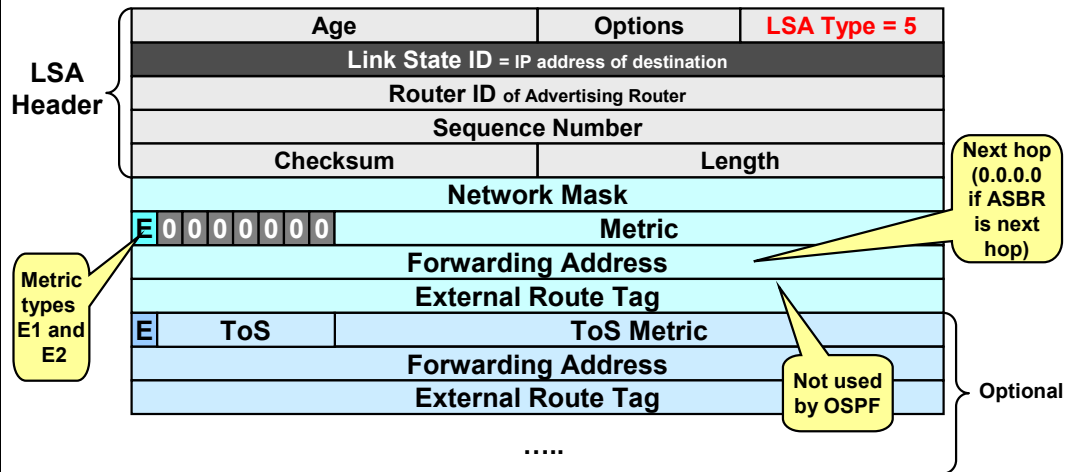 Age Options LSA Type = 5
Link State ID = IP address of destination
LSA
Header
Router ID of Advertising Router
Sequence Number
Checksum Length
Next hop
(0.0.0.0
if ASBR
is next
hop)
Network Mask
E 0 0 0 0 0 0 0 Metric
Forwarding Address
Metric
types
E1 and
E2
External Route Tag
E ToS ToS Metric
Forwarding Address
Not used
by OSPF
Optional
External Route Tag
.....